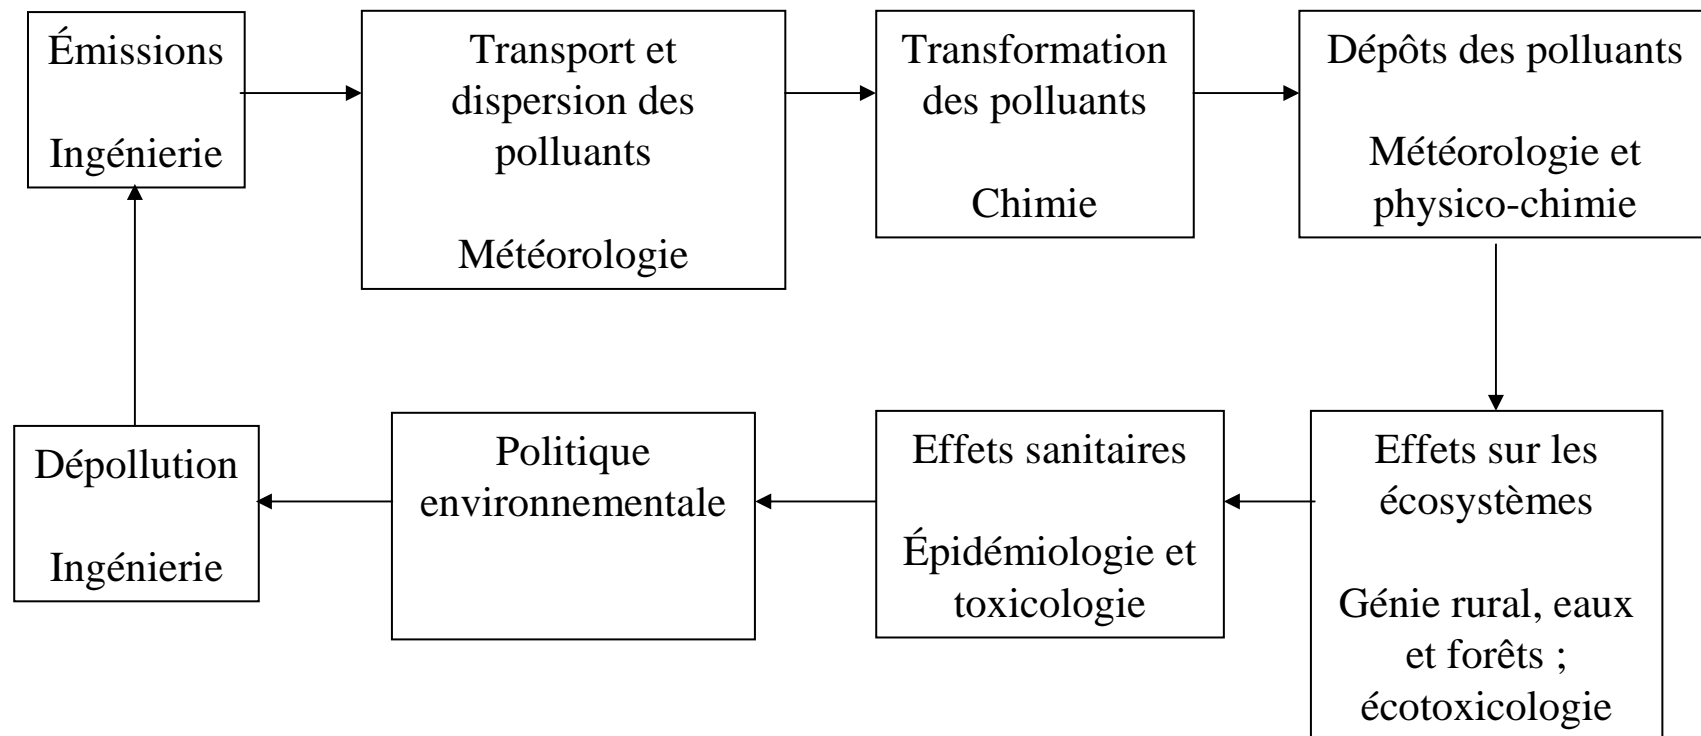 Émissions
Ingénierie
Transport et
dispersion des
polluants
Météorologie
Transformation
des polluants
Chimie
Dépôts des polluants
Météorologie et
physico-chimie
Effets sur les
écosystèmes
Génie rural, eaux
et forêts ;
écotoxicologie
Effets sanitaires
Épidémiologie et
toxicologie
Politique
environnementale
Dépollution
Ingénierie